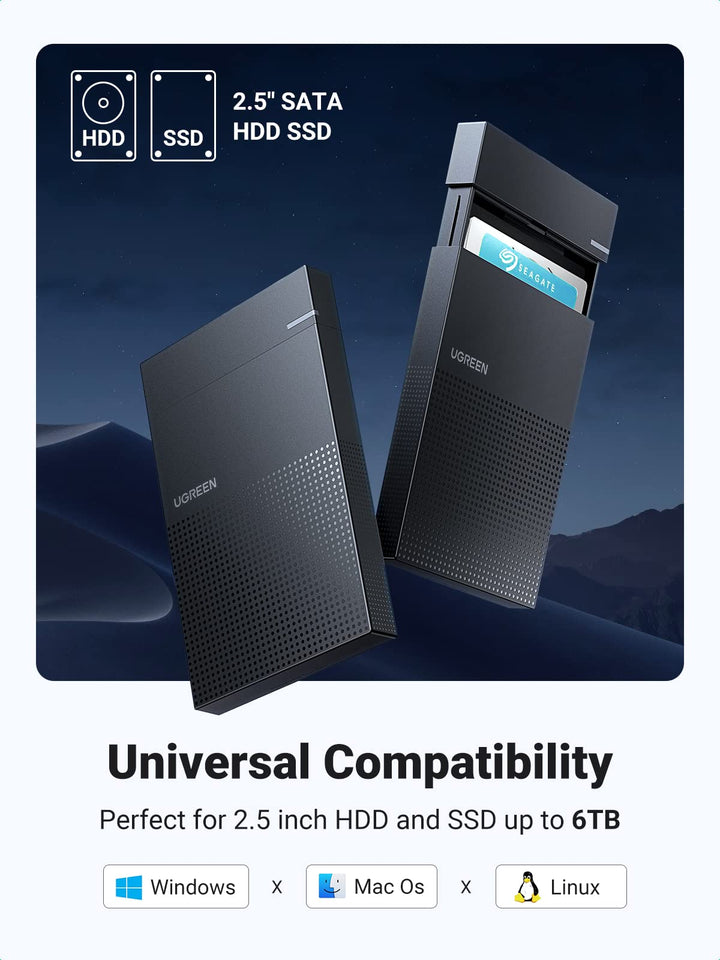 HDD
SSD
2.5" SATA
HDD SSD
SEAGATE
UGREEN
UGREEN
Universal Compatibility
Perfect for 2.5 inch HDD and SSD up to 6TB
Windows x Mac Os x Linux